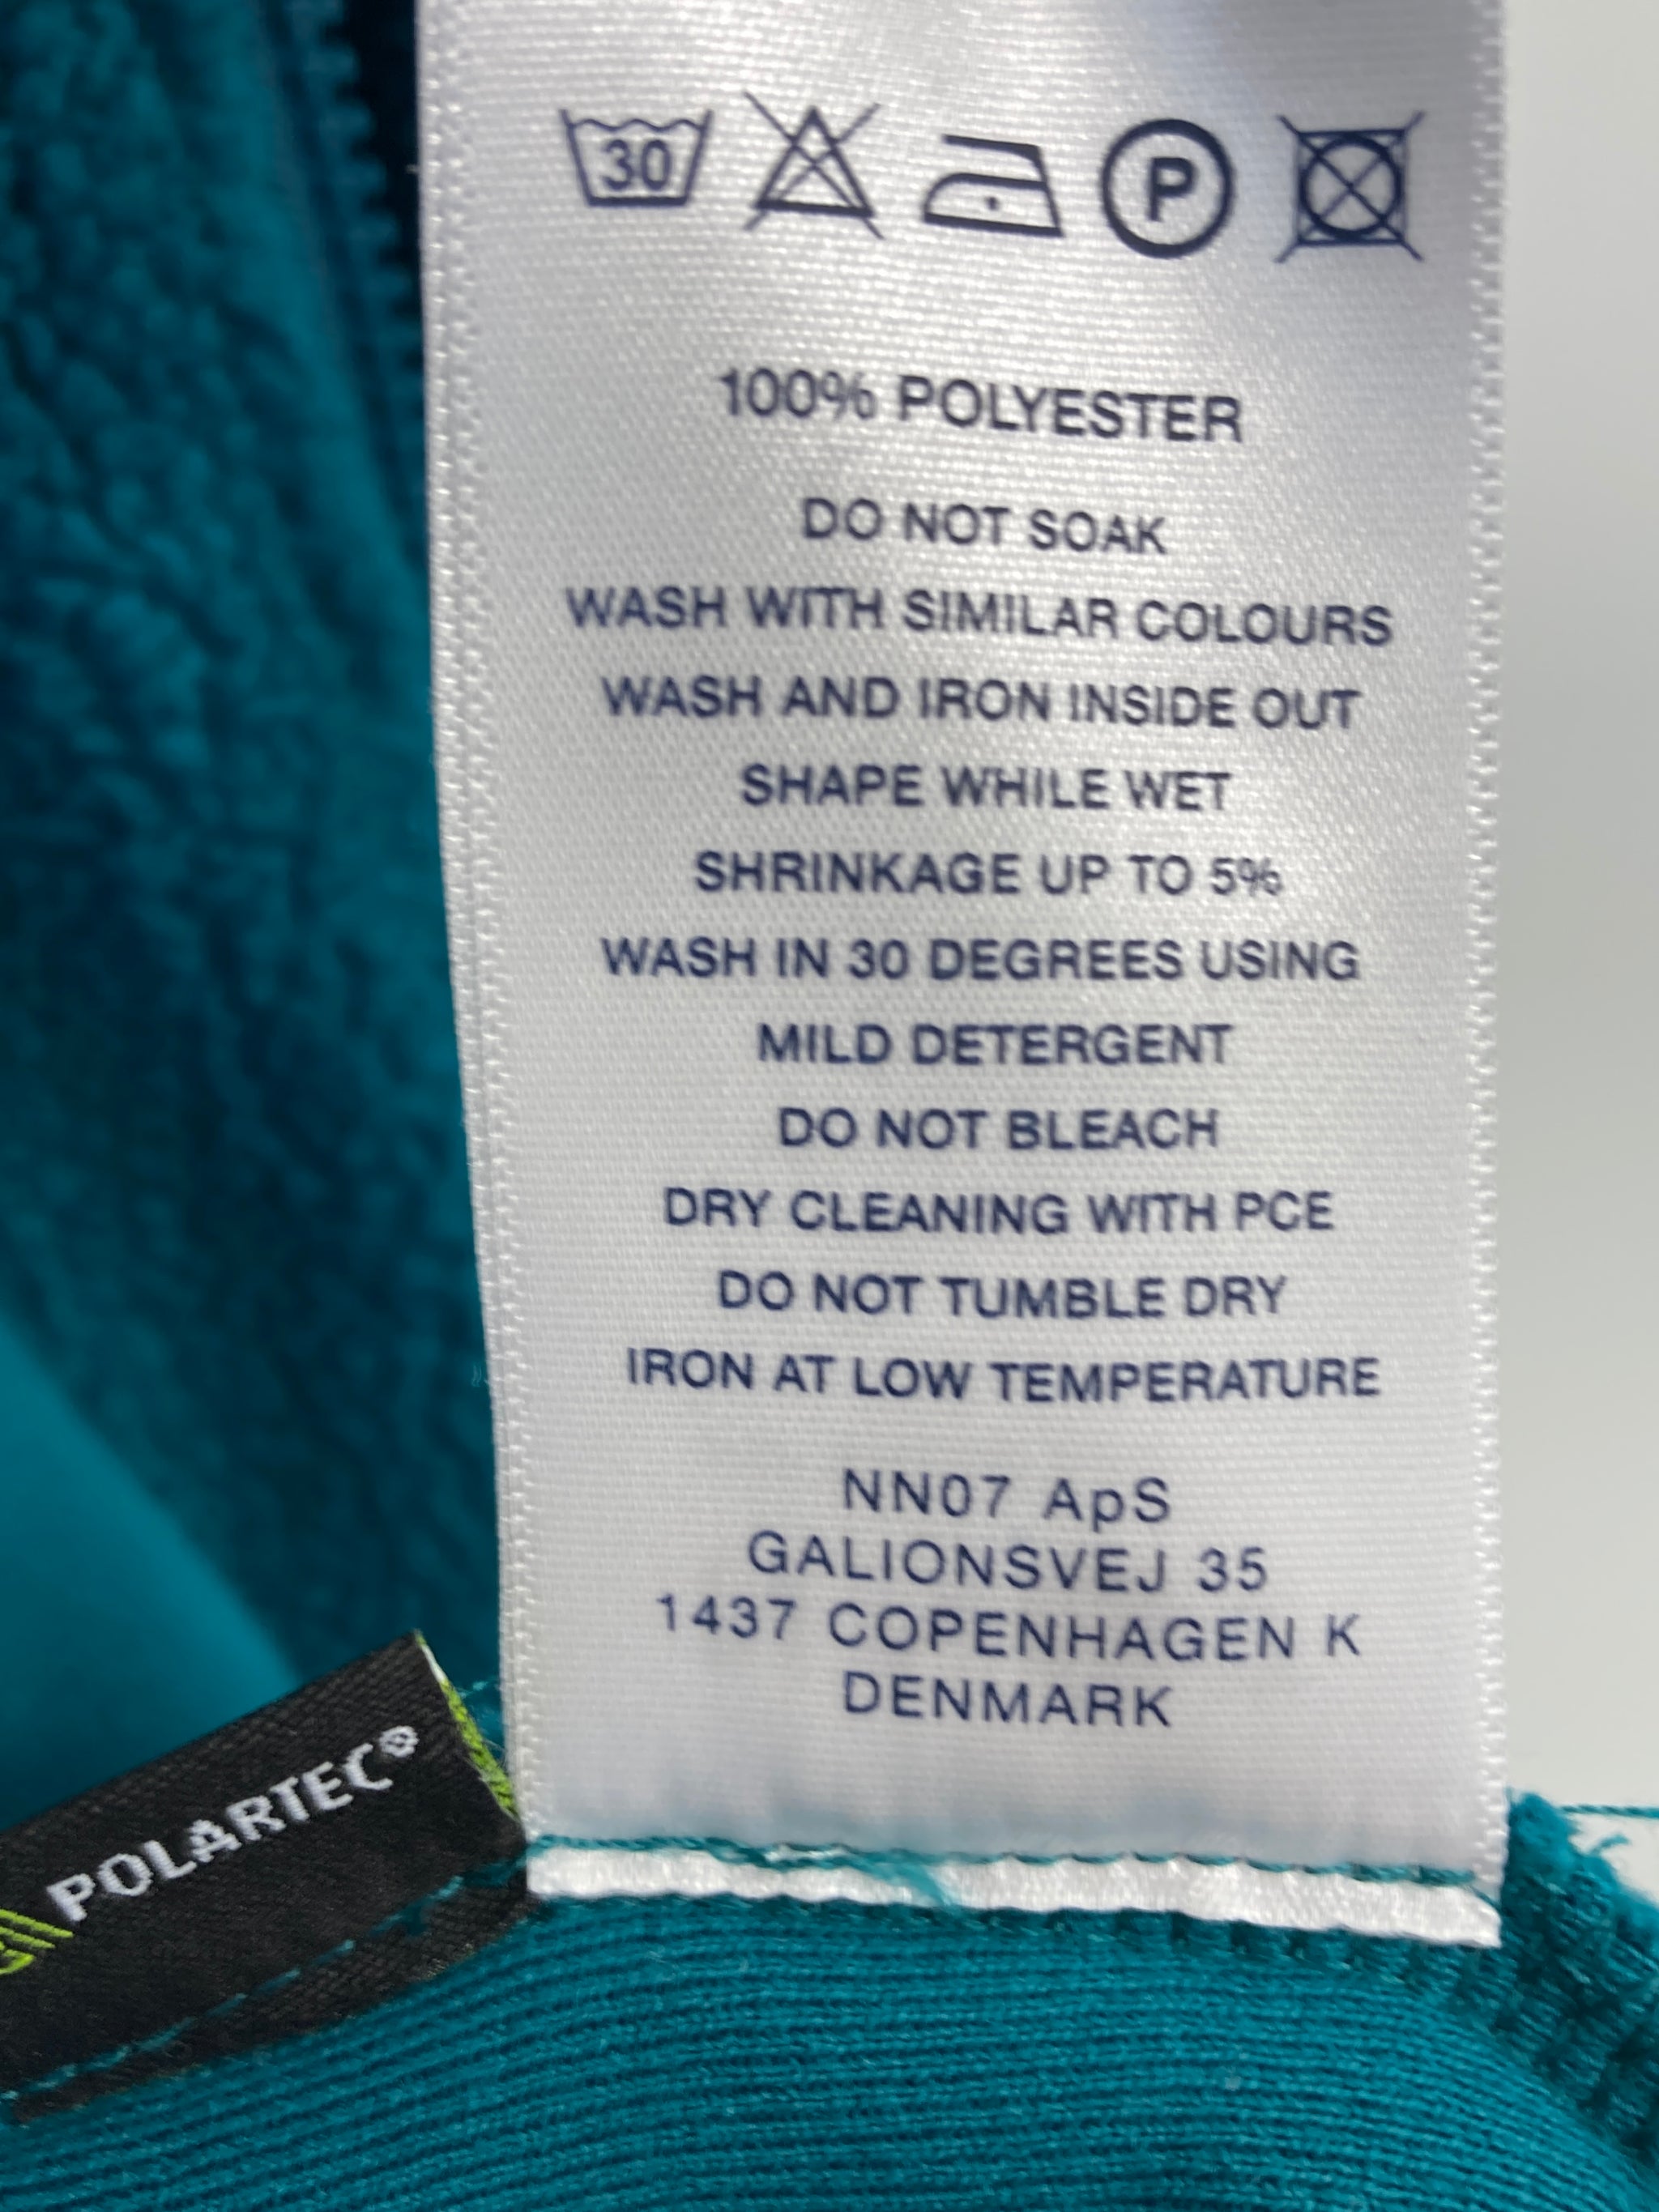 30
P
100% POLYESTER
DO NOT SOAK
WASH WITH SIMILAR COLOURS
WASH AND IRON INSIDE OUT
SHAPE WHILE WET
SHRINKAGE UP TO 5%
WASH IN 30 DEGREES USING
MILD DETERGENT
DO NOT BLEACH
DRY CLEANING WITH PCE
DO NOT TUMBLE DRY
IRON AT LOW TEMPERATURE
NN07 ApS
GALIONSVEJ 35
1437 COPENHAGEN K
DENMARK
POLARTEC®